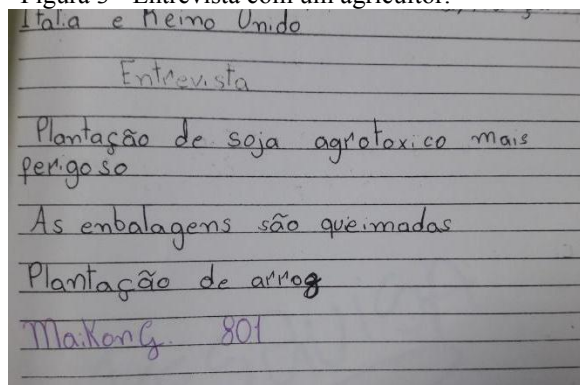 Figura 3 – Entrevista com um agricultor.
Italia e Reino Unido
Entrevista
Plantação de soja agrotoxico mais
perigoso
As embalagens são queimadas
Plantação de arroz
Maikon G. 801